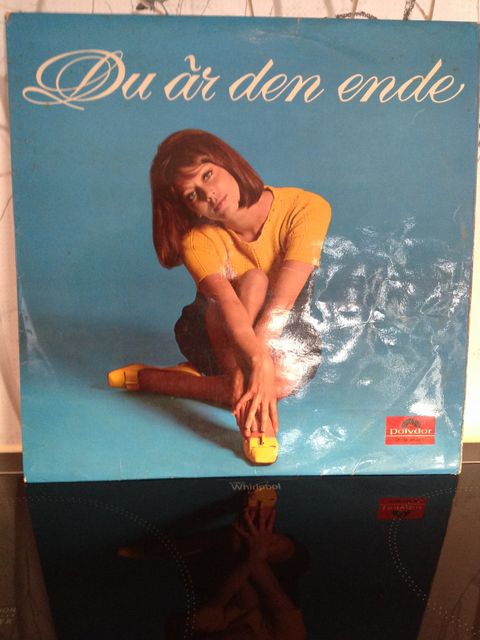 Du är den ende
Polydor
Whirlpool